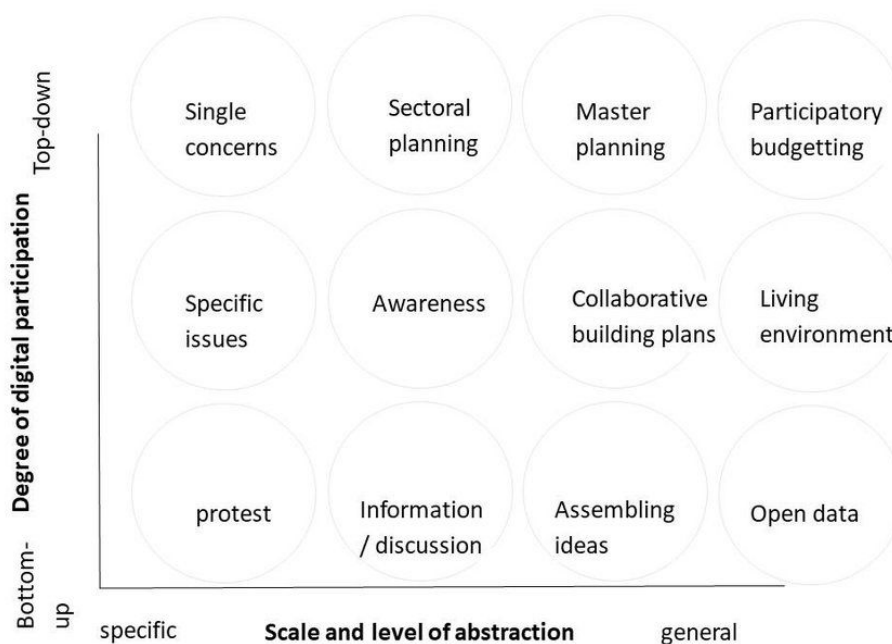 Top-down
Degree of digital participation
Bottom-
up
Single
concerns
Sectoral
planning
Master
planning
Participatory
budgetting
Specific
issues
Awareness
Collaborative
building plans
Living
environment
protest
Information
/ discussion
Assembling
ideas
Open data
specific
Scale and level of abstraction
general